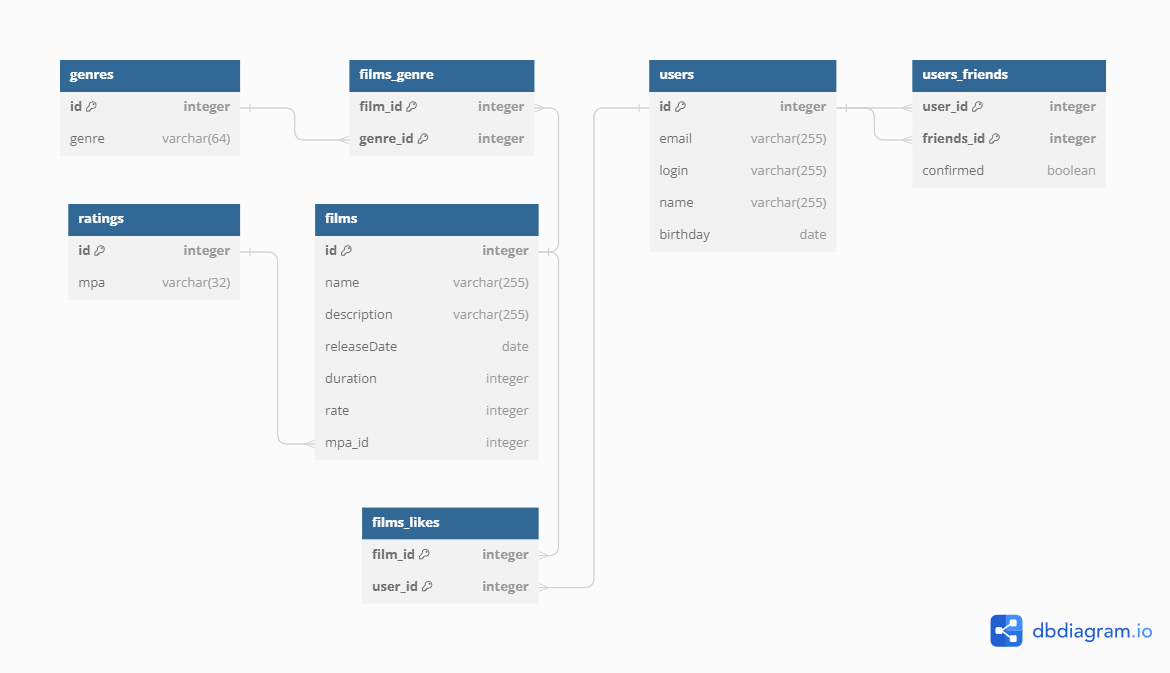 genres
id integer
genre varchar(64)
films_genre
film_id integer
genre_id integer
users
id integer
email varchar(255)
login varchar(255)
name varchar(255)
birthday date
users_friends
user_id integer
friends_id integer
confirmed boolean
ratings
id integer
mpa varchar(32)
films
id integer
name varchar(255)
description varchar(255)
releaseDate date
duration integer
rate integer
mpa_id integer
films_likes
film_id integer
user_id integer
dbdiagram.io